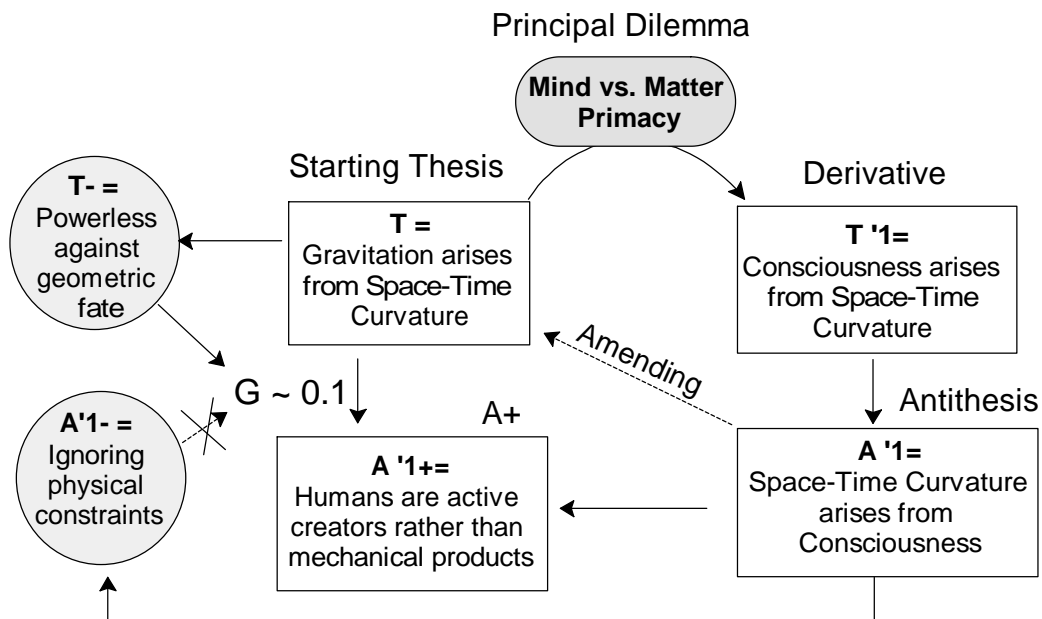 Principal Dilemma
Mind vs. Matter
Primacy
Starting Thesis
Derivative
T- =
Powerless
against
geometric
fate
T =
Gravitation arises
from Space-Time
Curvature
T '1=
Consciousness arises
from Space-Time
Curvature
Amending
G ~ 0.1
A+
Antithesis
A'1- =
Ignoring
physical
constraints
A '1+=
Humans are active
creators rather than
mechanical products
A '1=
Space-Time Curvature
arises from
Consciousness